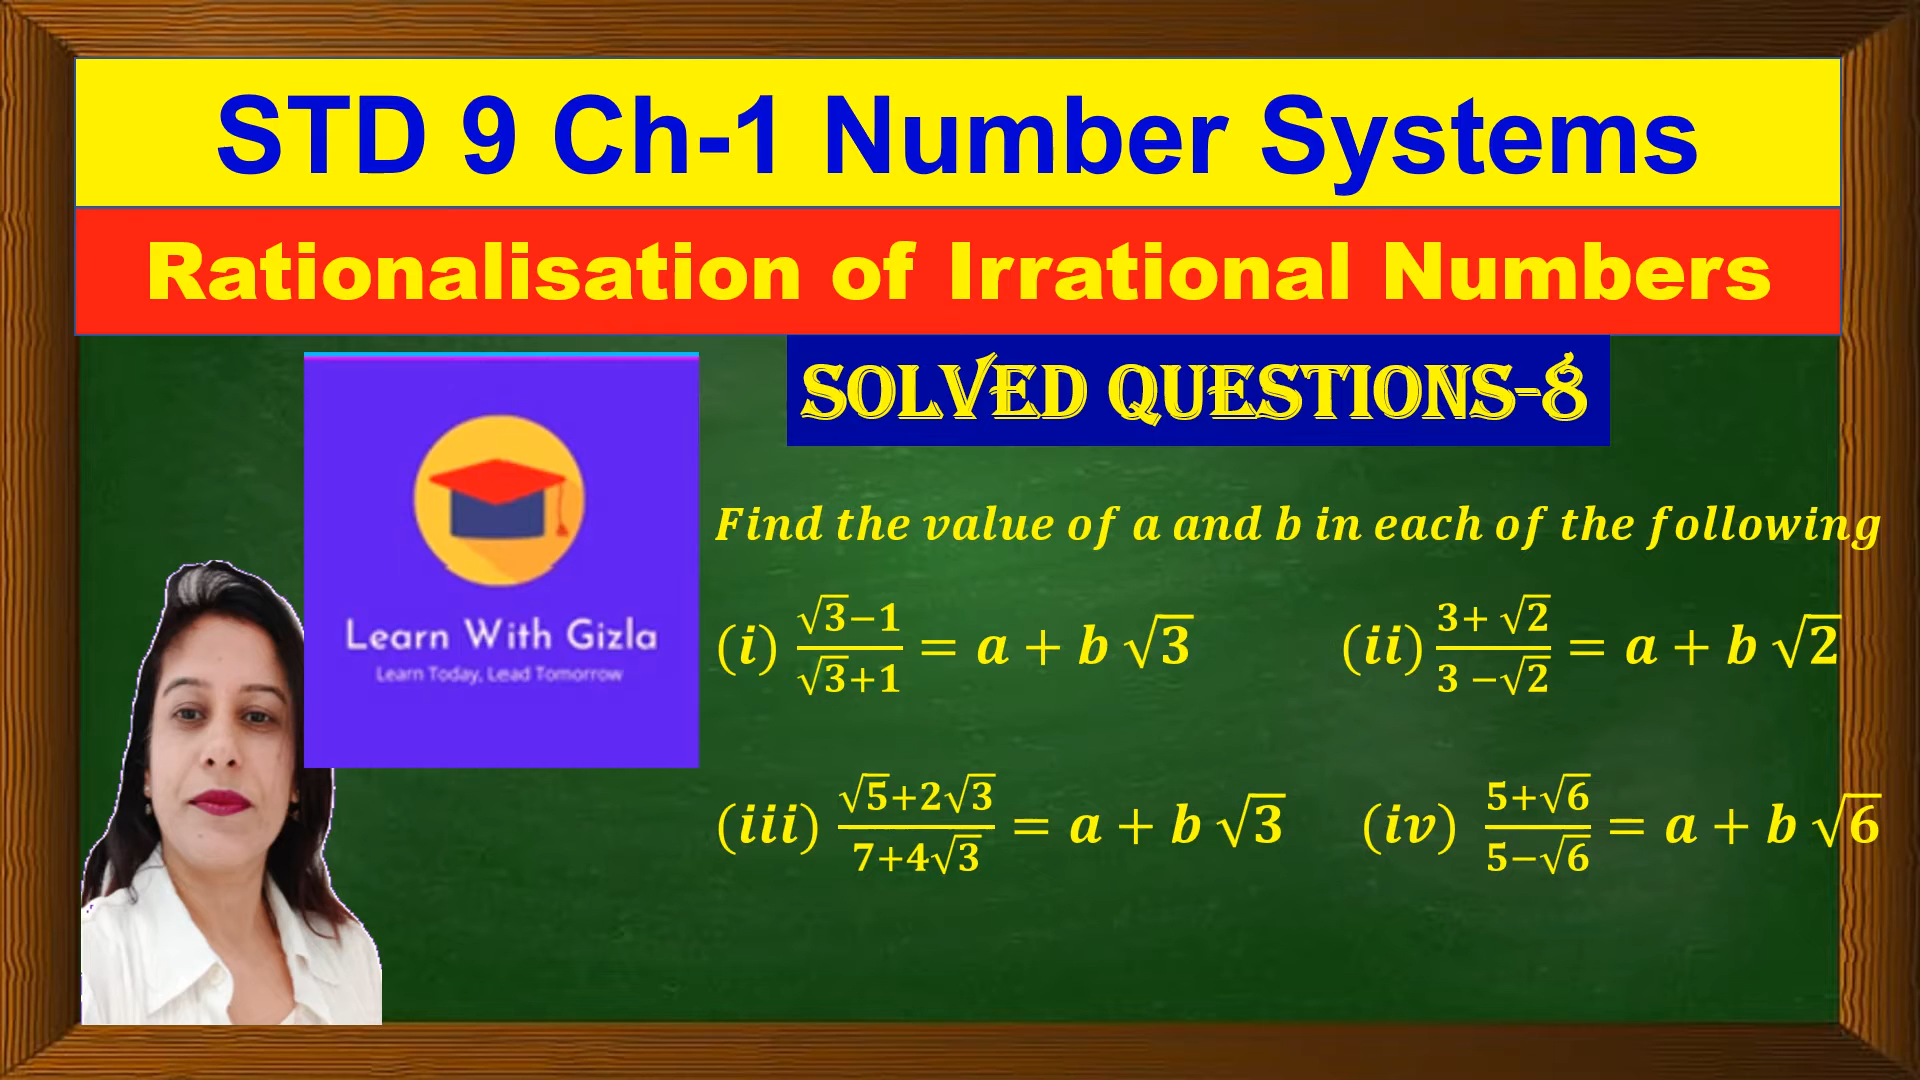 STD 9 Ch-1 Number Systems
Rationalisation of Irrational Numbers
SOLVED QUESTIONS-8
Learn With Gizla
Learn Today, Lead Tomorrow
Find the value of a and b in each of the following
(i) (√3−1)/(√3+1) = a + b √3 (ii) (3+ √2)/(3 −√2) = a + b √2
(iii) (√5+2√3)/(7+4√3) = a + b √3 (iv) (5+√6)/(5−√6) = a + b √6